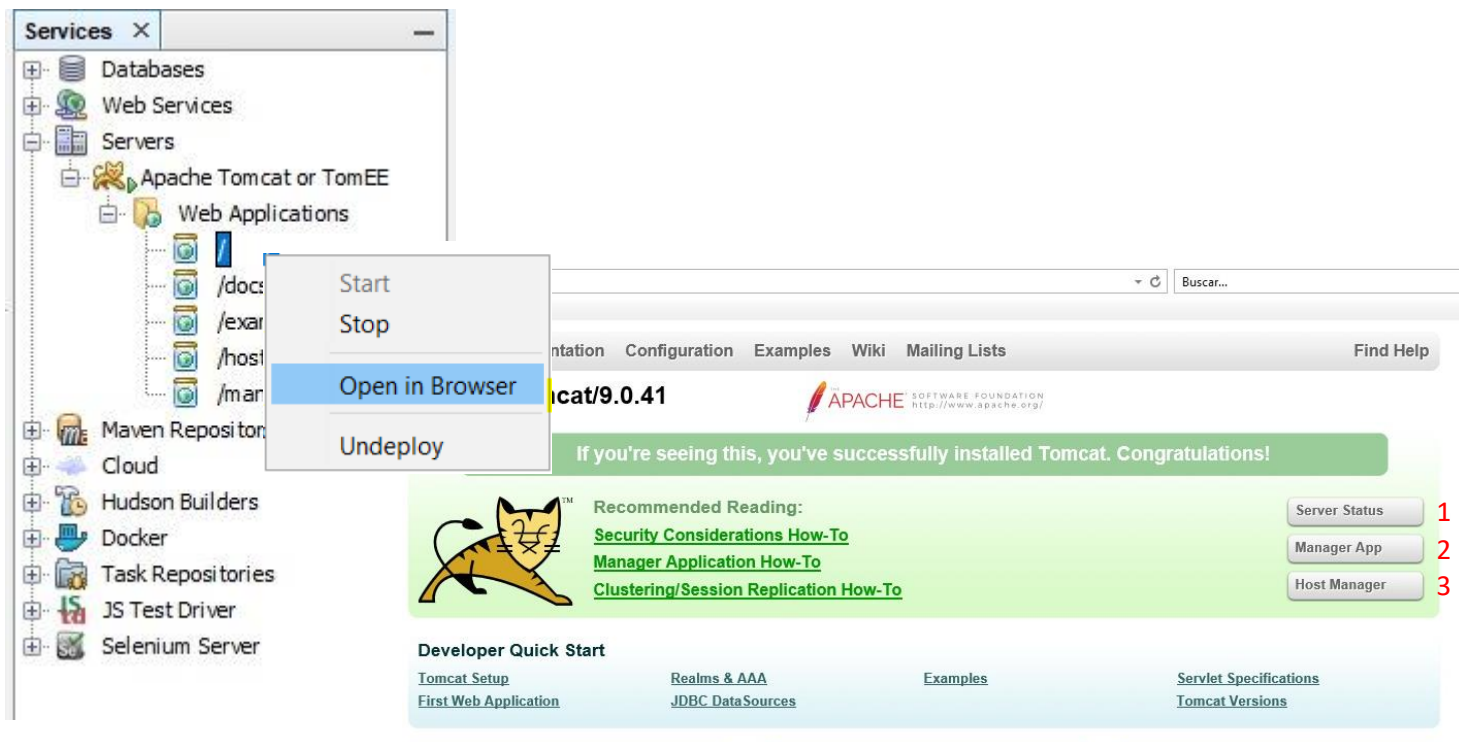 Services
Databases
Web Services
Servers
Apache Tomcat or TomEE
Web Applications
/
/docs
/exar
/host
/man
Maven Repositor
Cloud
Hudson Builders
Docker
Task Repositories
JS Test Driver
Selenium Server
Start
Stop
Open in Browser
Undeploy
Buscar...
ntation Configuration Examples Wiki Mailing Lists Find Help
cat/9.0.41
THE
APACHE SOFTWARE FOUNDATION
http://www.apache.org/
If you're seeing this, you've successfully installed Tomcat. Congratulations!
TM
Recommended Reading:
Security Considerations How-To
Manager Application How-To
Clustering/Session Replication How-To
Server Status 1
Manager App 2
Host Manager 3
Developer Quick Start
Tomcat Setup Realms & AAA Examples Servlet Specifications
First Web Application JDBC DataSources Tomcat Versions